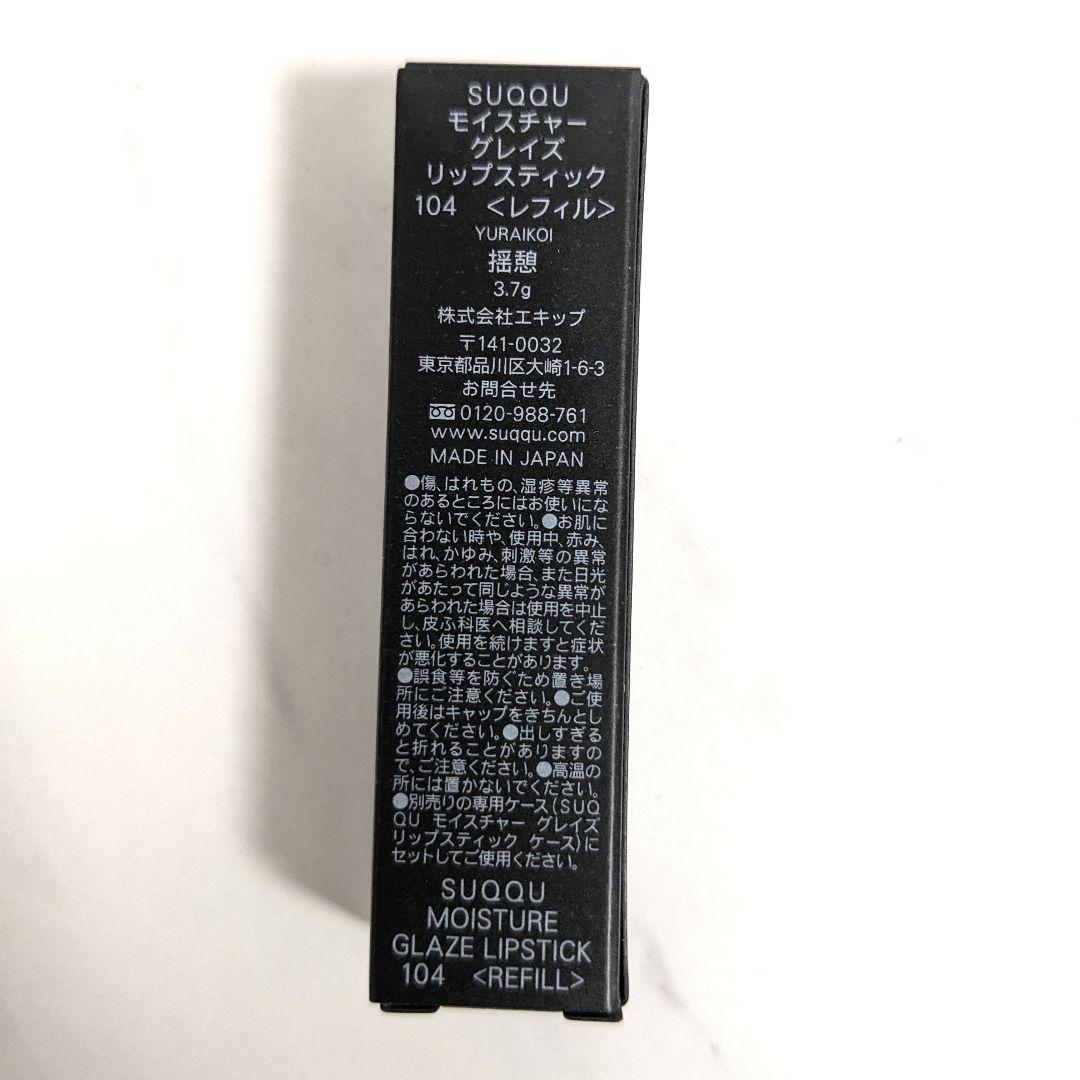 SUQQU
モイスチャー
グレイズ
リップスティック
104 <レフィル>
YURAIKOI
揺憩
3.7g
株式会社エキップ
〒141-0032
東京都品川区大崎1-6-3
お問合せ先
0120-988-761
www.suqqu.com
MADE IN JAPAN
●傷、はれもの、湿疹等異常
のあるところにはお使いにな
らないでください。●お肌に
合わない時や、使用中、赤み、
はれ、かゆみ、刺激等の異常
があらわれた場合、また日光
があたって同じような異常が
あらわれた場合は使用を中止
し、皮ふ科医へ相談してくだ
さい。使用を続けますと症状
が悪化することがあります。
●誤食等を防ぐため置き場
所にご注意ください。●ご使
用後はキャップをきちんとし
めてください。●出しすぎる
と折れることがありますの
で、ご注意ください。●高温の
所には置かないでください。
●別売りの専用ケース(SUQ
QU モイスチャー グレイズ
リップスティック ケース)に
セットしてご使用ください。
SUQQU
MOISTURE
GLAZE LIPSTICK
104 <REFILL>